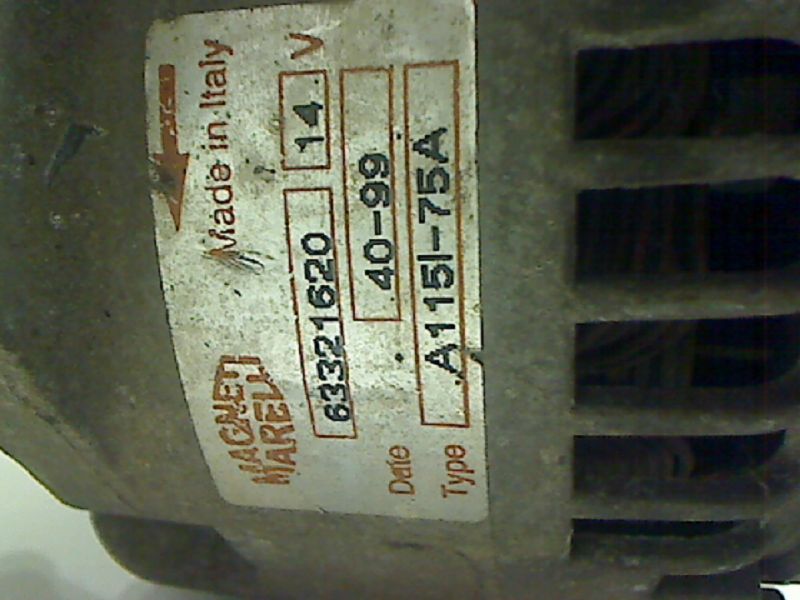 Made in Italy
MAGNETI
MARELLI
63321620 14 V
Date 40-99
Type A115I-75A